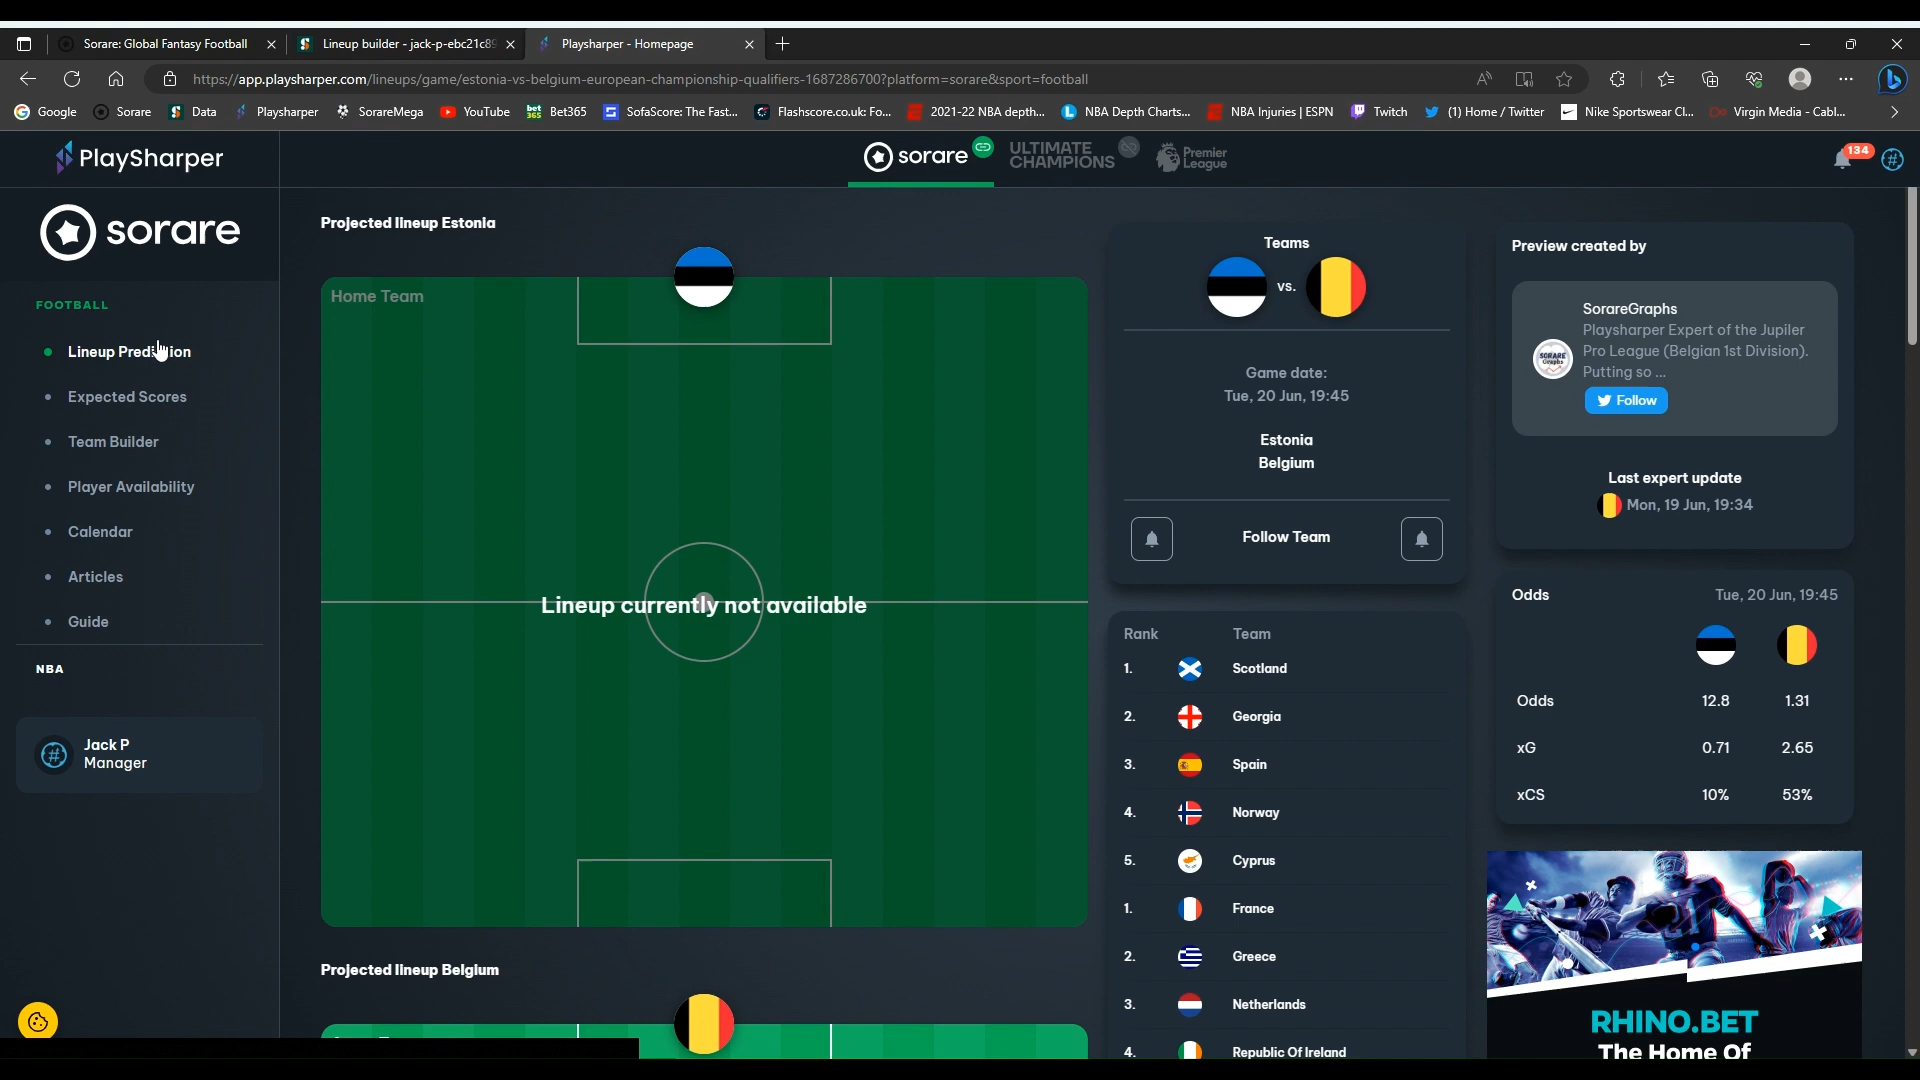 Sorare: Global Fantasy Football
Lineup builder - jack-p-ebc21c89
Playsharper - Homepage
https://app.playsharper.com/lineups/game/estonia-vs-belgium-european-championship-qualifiers-1687286700?platform=sorare&sport=football
Google
Sorare
Data
Playsharper
SorareMega
YouTube
bet365
Bet365
SofaScore: The Fast...
Flashscore.co.uk: Fo...
2021-22 NBA depth...
NBA Depth Charts...
NBA Injuries | ESPN
Twitch
(1) Home / Twitter
Nike Sportswear Cl...
Virgin Media - Cabl...
PlaySharper
sorare
ULTIMATE
CHAMPIONS
Premier
League
134
sorare
FOOTBALL
Lineup Prediction
Expected Scores
Team Builder
Player Availability
Calendar
Articles
Guide
NBA
Jack P
Manager
Projected lineup Estonia
Home Team
Lineup currently not available
Projected lineup Belgium
Teams
vs.
Game date:
Tue, 20 Jun, 19:45
Estonia
Belgium
Follow Team
Rank Team
1. Scotland
2. Georgia
3. Spain
4. Norway
5. Cyprus
1. France
2. Greece
3. Netherlands
4. Republic Of Ireland
Preview created by
SORARE
Graphs
SorareGraphs
Playsharper Expert of the Jupiler
Pro League (Belgian 1st Division).
Putting so ...
Follow
Last expert update
Mon, 19 Jun, 19:34
Odds Tue, 20 Jun, 19:45
Odds 12.8 1.31
xG 0.71 2.65
xCS 10% 53%
RHINO.BET
The Home Of